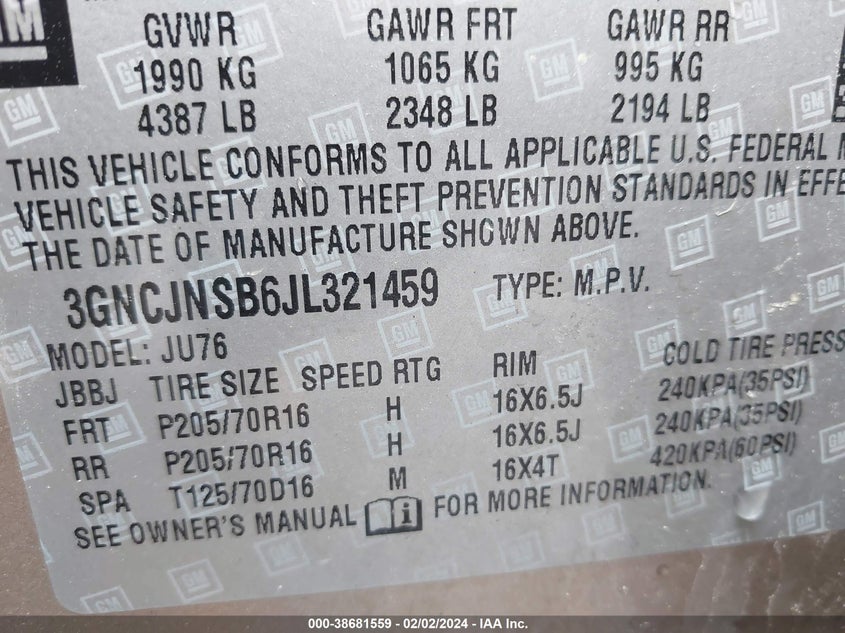 GM
GVWR GAWR FRT GAWR RR
1990 KG 1065 KG 995 KG
4387 LB 2348 LB 2194 LB
THIS VEHICLE CONFORMS TO ALL APPLICABLE U.S. FEDERAL
VEHICLE SAFETY AND THEFT PREVENTION STANDARDS IN EFFE
THE DATE OF MANUFACTURE SHOWN ABOVE.
3GNCJNSB6JL321459 TYPE: M.P.V.
MODEL: JU76
JBBJ TIRE SIZE SPEED RTG RIM COLD TIRE PRESS
FRT P205/70R16 H 16X6.5J 240KPA(35PSI)
RR P205/70R16 H 16X6.5J 240KPA(35PSI)
SPA T125/70D16 M 16X4T 420KPA(60PSI)
SEE OWNER'S MANUAL i FOR MORE INFORMATION.
000-38681559 - 02/02/2024 - IAA Inc.